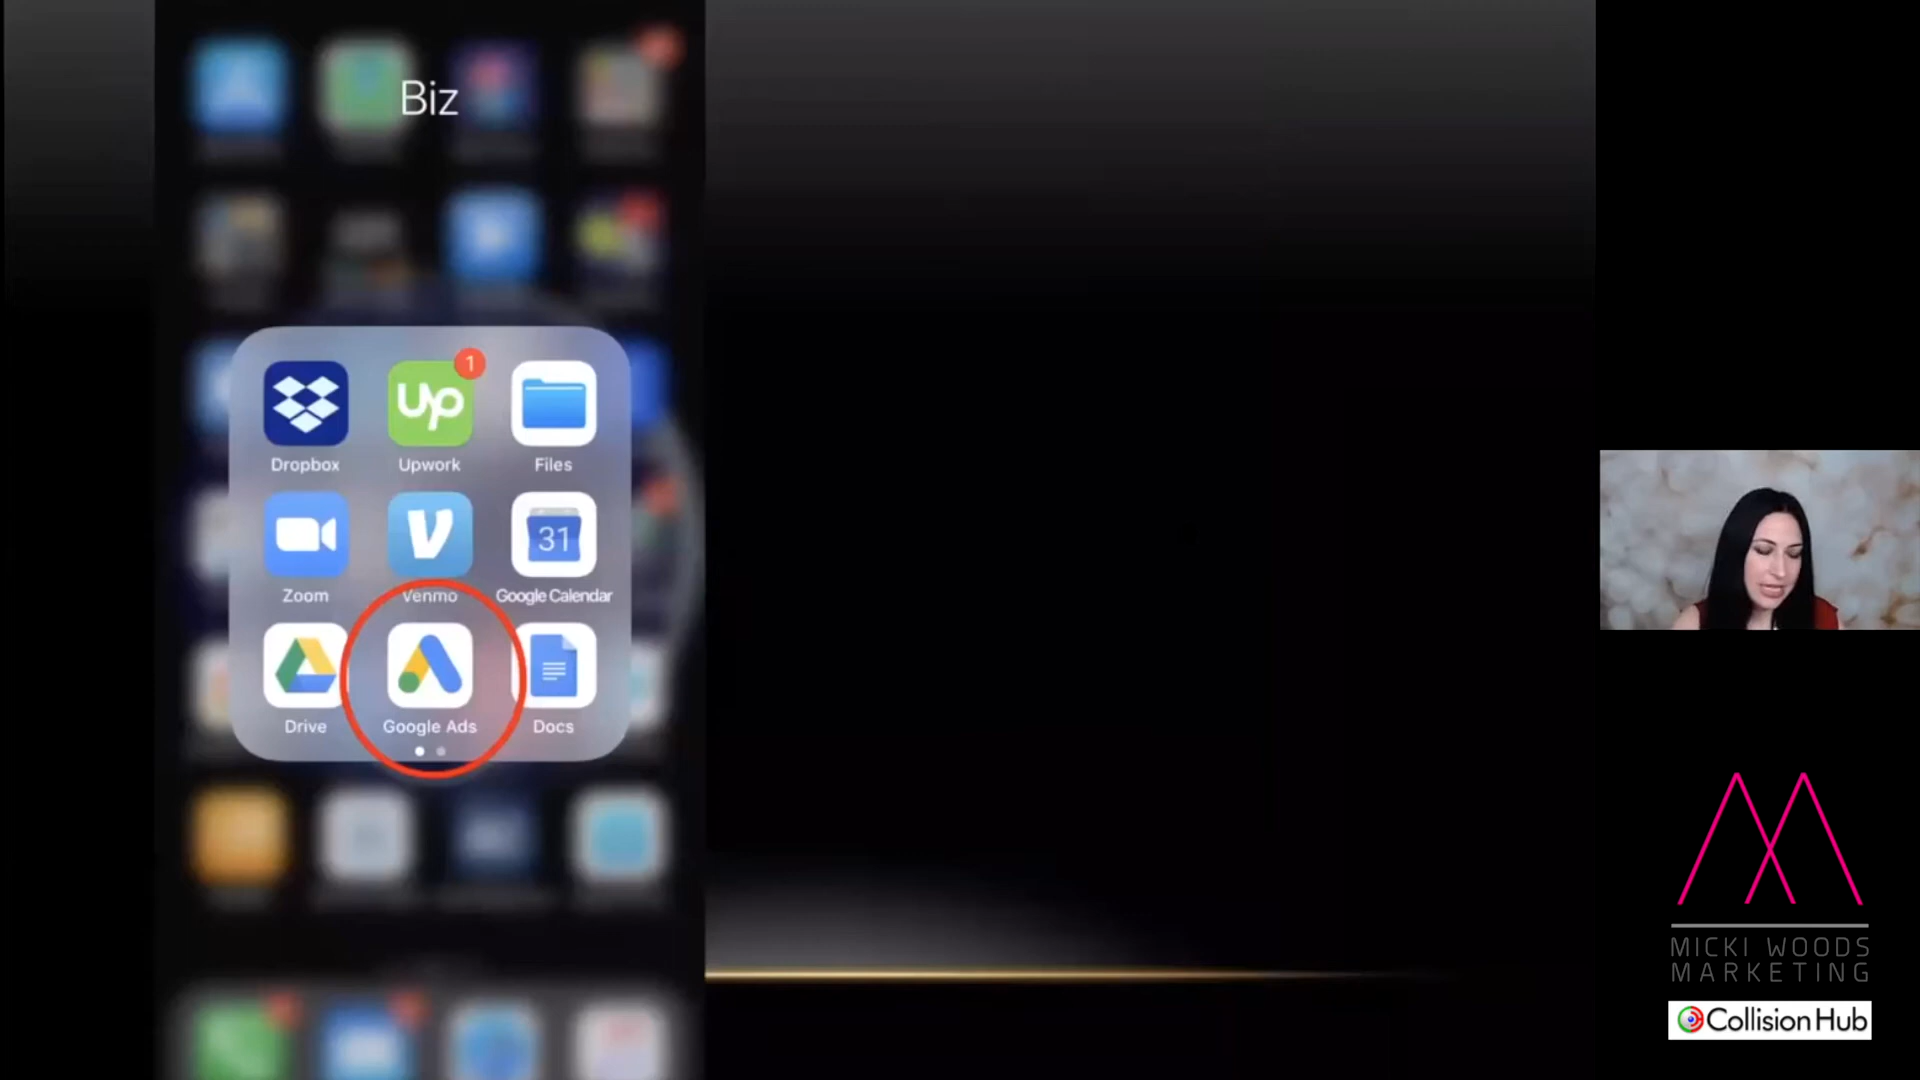 Biz
1
Up
Dropbox
Upwork
Files
V
31
Zoom
Venmo
Google Calendar
Drive
Google Ads
Docs
MICKI WOODS
MARKETING
Collision Hub